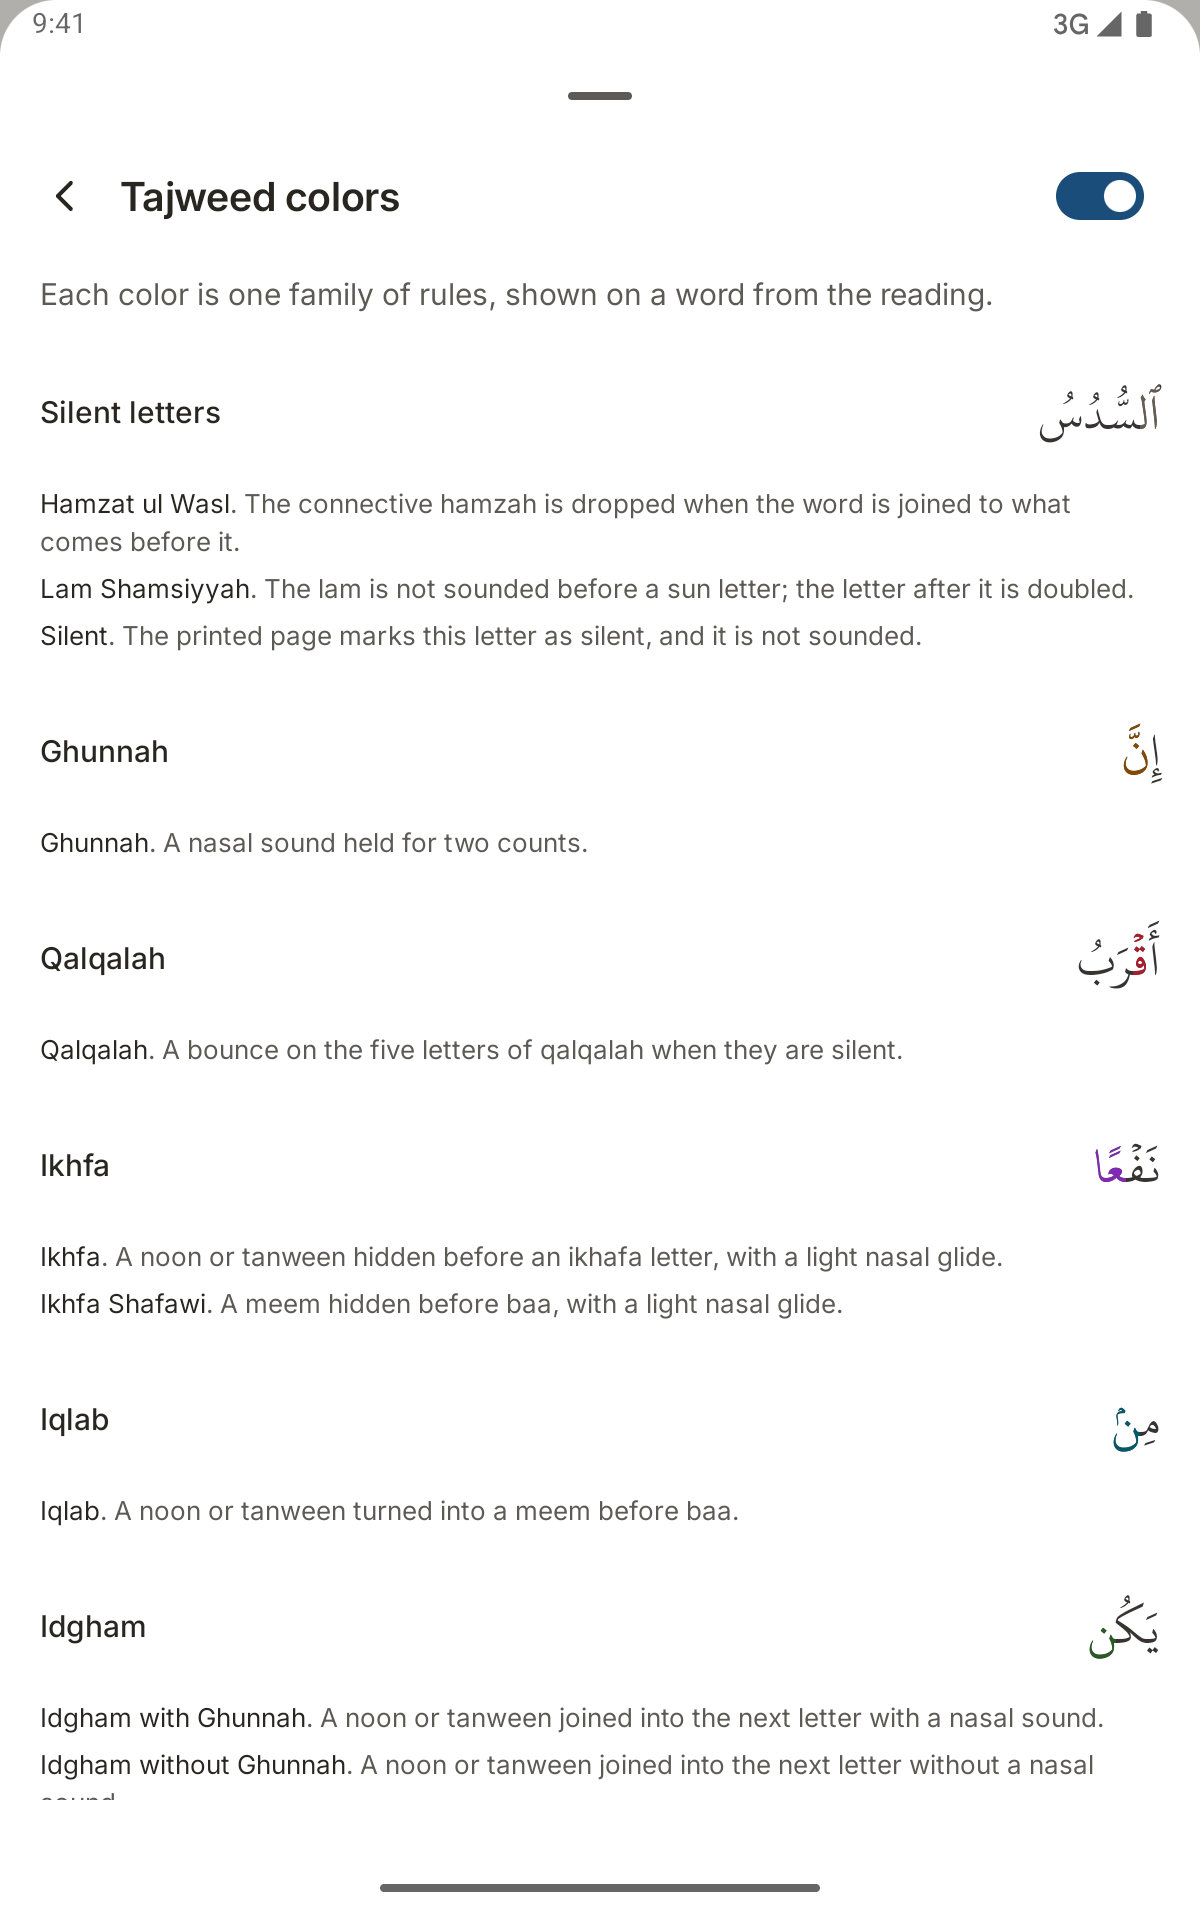 9:41
3G
Tajweed colors
Each color is one family of rules, shown on a word from the reading.
Silent letters
ٱلسُّدُسُ
Hamzat ul Wasl. The connective hamzah is dropped when the word is joined to what
comes before it.
Lam Shamsiyyah. The lam is not sounded before a sun letter; the letter after it is doubled.
Silent. The printed page marks this letter as silent, and it is not sounded.
Ghunnah
إِنَّ
Ghunnah. A nasal sound held for two counts.
Qalqalah
أَقۡرَبُ
Qalqalah. A bounce on the five letters of qalqalah when they are silent.
Ikhfa
نَفۡعًا
Ikhfa. A noon or tanween hidden before an ikhafa letter, with a light nasal glide.
Ikhfa Shafawi. A meem hidden before baa, with a light nasal glide.
Iqlab
مِنۢ
Iqlab. A noon or tanween turned into a meem before baa.
Idgham
يَكُن
Idgham with Ghunnah. A noon or tanween joined into the next letter with a nasal sound.
Idgham without Ghunnah. A noon or tanween joined into the next letter without a nasal